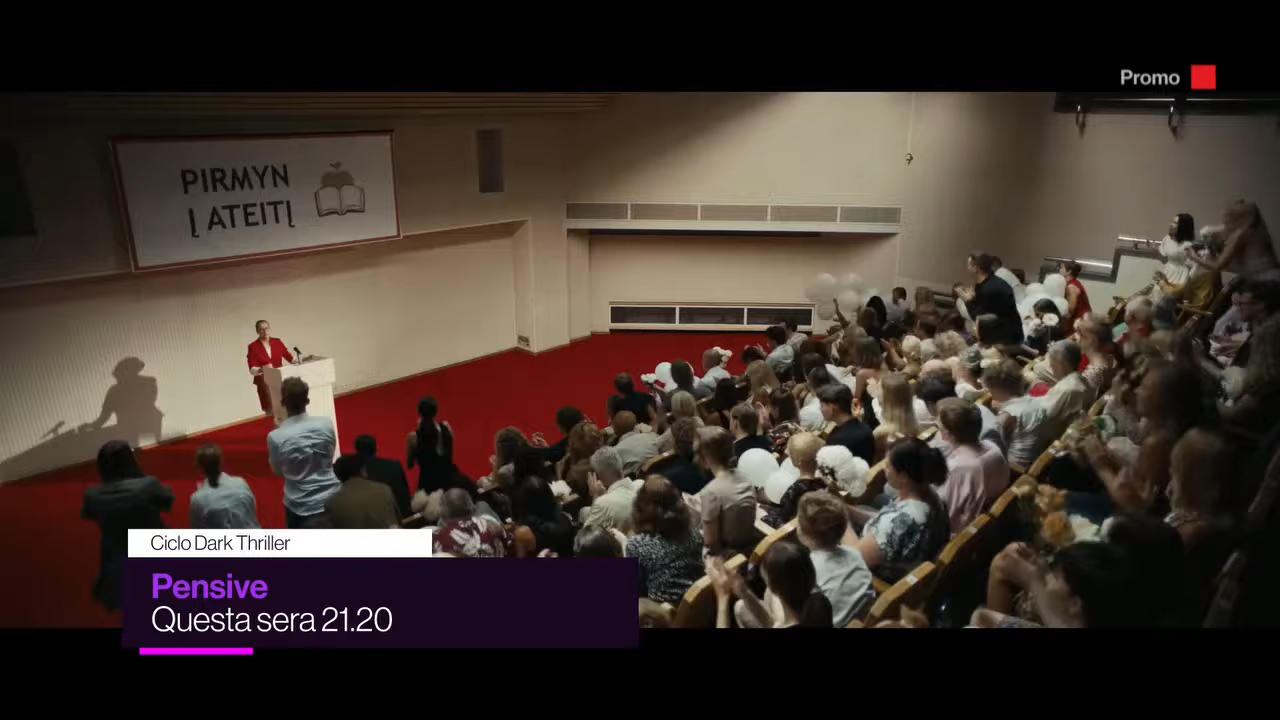 Promo
PIRMYN
Į ATEITĮ
Ciclo Dark Thriller
Pensive
Questa sera 21.20